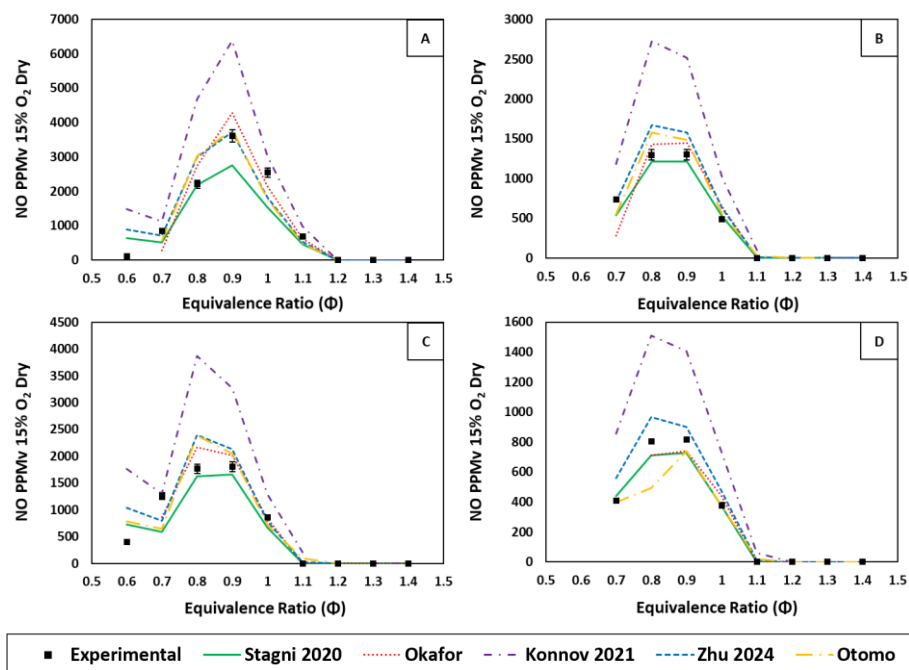 A
NO PPMv 15% O₂ Dry
7000
6000
5000
4000
3000
2000
1000
0
0.5 0.6 0.7 0.8 0.9 1 1.1 1.2 1.3 1.4 1.5
Equivalence Ratio (Φ)
B
NO PPMv 15% O₂ Dry
3000
2500
2000
1500
1000
500
0
0.5 0.6 0.7 0.8 0.9 1 1.1 1.2 1.3 1.4 1.5
Equivalence Ratio (Φ)
C
NO PPMv 15% O₂ Dry
4500
4000
3500
3000
2500
2000
1500
1000
500
0
0.5 0.6 0.7 0.8 0.9 1 1.1 1.2 1.3 1.4 1.5
Equivalence Ratio (Φ)
D
NO PPMv 15% O₂ Dry
1600
1400
1200
1000
800
600
400
200
0
0.5 0.6 0.7 0.8 0.9 1 1.1 1.2 1.3 1.4 1.5
Equivalence Ratio (Φ)
Experimental Stagni 2020 Okafor Konnov 2021 Zhu 2024 Otomo